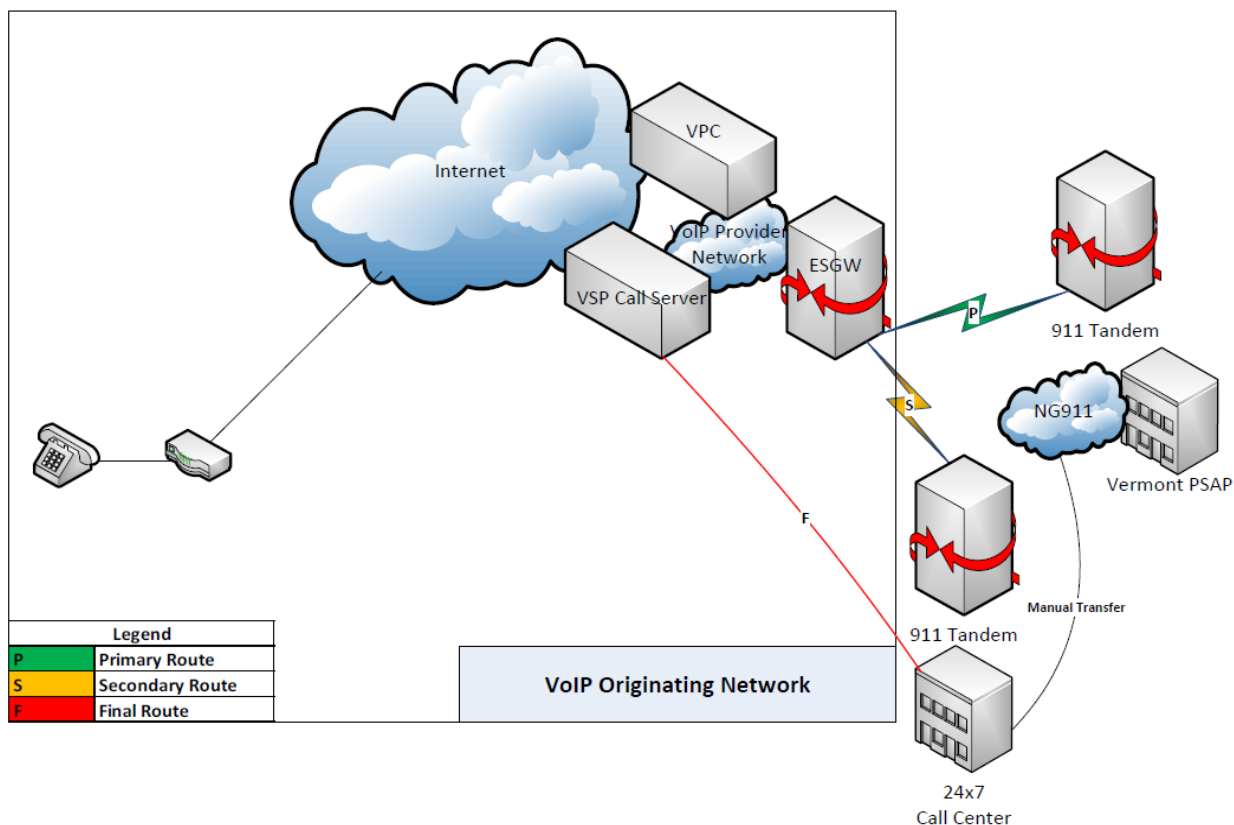 VPC
Internet
VoIP Provider
Network
ESGW
VSP Call Server
P
911 Tandem
S
NG911
Vermont PSAP
F
Manual Transfer
911 Tandem
Legend
P Primary Route
S Secondary Route
F Final Route
VoIP Originating Network
24x7
Call Center